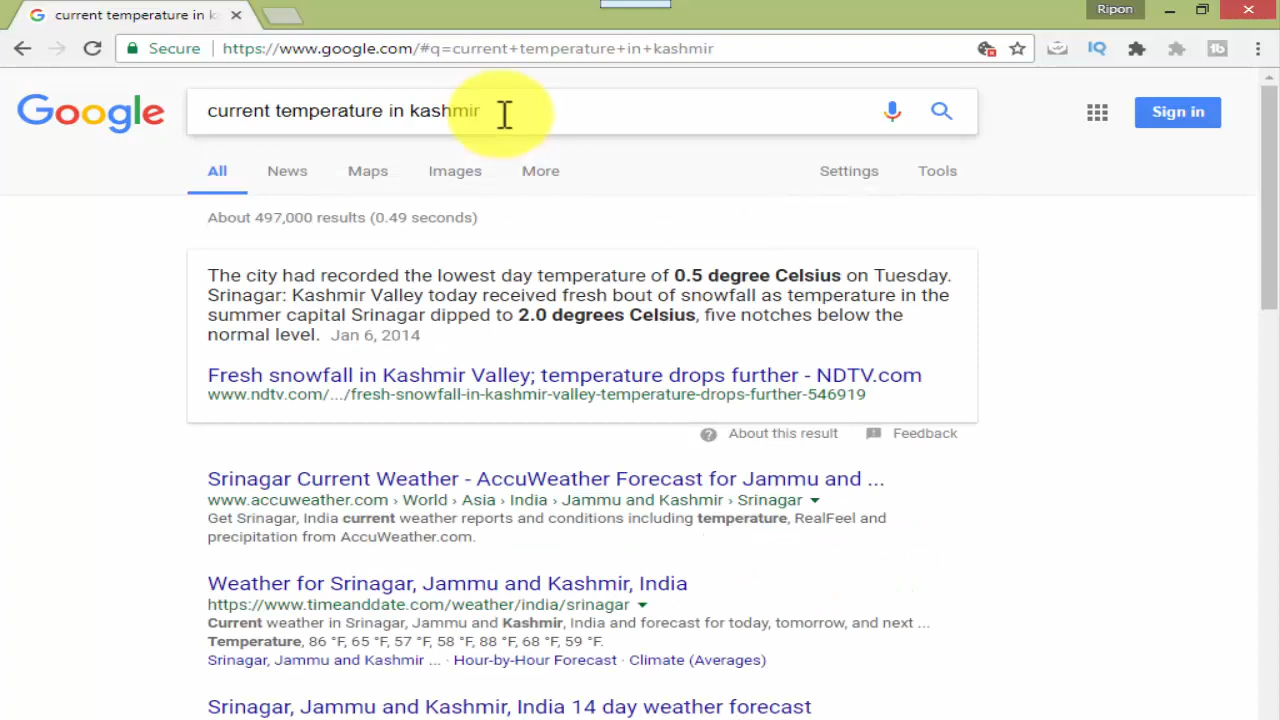 current temperature in k
Ripon
Secure https://www.google.com/#q=current+temperature+in+kashmir
IQ
Google
current temperature in kashmir
Sign in
All News Maps Images More Settings Tools
About 497,000 results (0.49 seconds)
The city had recorded the lowest day temperature of 0.5 degree Celsius on Tuesday.
Srinagar: Kashmir Valley today received fresh bout of snowfall as temperature in the
summer capital Srinagar dipped to 2.0 degrees Celsius, five notches below the
normal level. Jan 6, 2014
Fresh snowfall in Kashmir Valley; temperature drops further - NDTV.com
www.ndtv.com/.../fresh-snowfall-in-kashmir-valley-temperature-drops-further-546919
About this result Feedback
Srinagar Current Weather - AccuWeather Forecast for Jammu and ...
www.accuweather.com › World › Asia › India › Jammu and Kashmir › Srinagar
Get Srinagar, India current weather reports and conditions including temperature, RealFeel and
precipitation from AccuWeather.com.
Weather for Srinagar, Jammu and Kashmir, India
https://www.timeanddate.com/weather/india/srinagar
Current weather in Srinagar, Jammu and Kashmir, India and forecast for today, tomorrow, and next ...
Temperature, 86 °F, 65 °F, 57 °F, 58 °F, 88 °F, 68 °F, 59 °F.
Srinagar, Jammu and Kashmir ... · Hour-by-Hour Forecast · Climate (Averages)
Srinagar, Jammu and Kashmir, India 14 day weather forecast